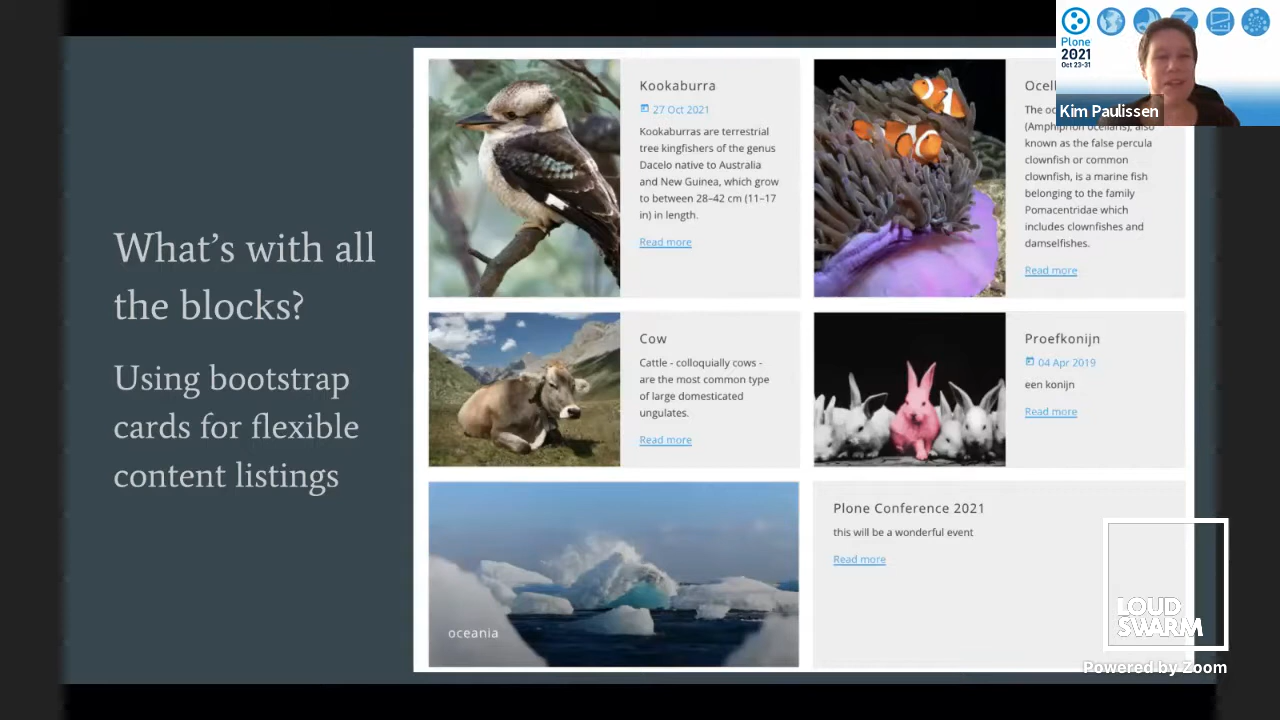 What's with all
the blocks?
Using bootstrap
cards for flexible
content listings
Kookaburra
27 Oct 2021
Kookaburras are terrestrial
tree kingfishers of the genus
Dacelo native to Australia
and New Guinea, which grow
to between 28–42 cm (11–17
in) in length.
Read more
The
(Amphiprion ocellaris), also
known as the false percula
clownfish or common
clownfish, is a marine fish
belonging to the family
Pomacentridae which
includes clownfishes and
damselfishes.
Read more
Cow
Cattle - colloquially cows -
are the most common type
of large domesticated
ungulates.
Read more
Proefkonijn
04 Apr 2019
een konijn
Read more
oceania
Plone Conference 2021
this will be a wonderful event
Read more
Plone
2021
Oct 23-31
Kim Paulissen
LOUD
SWARM
Powered by Zoom